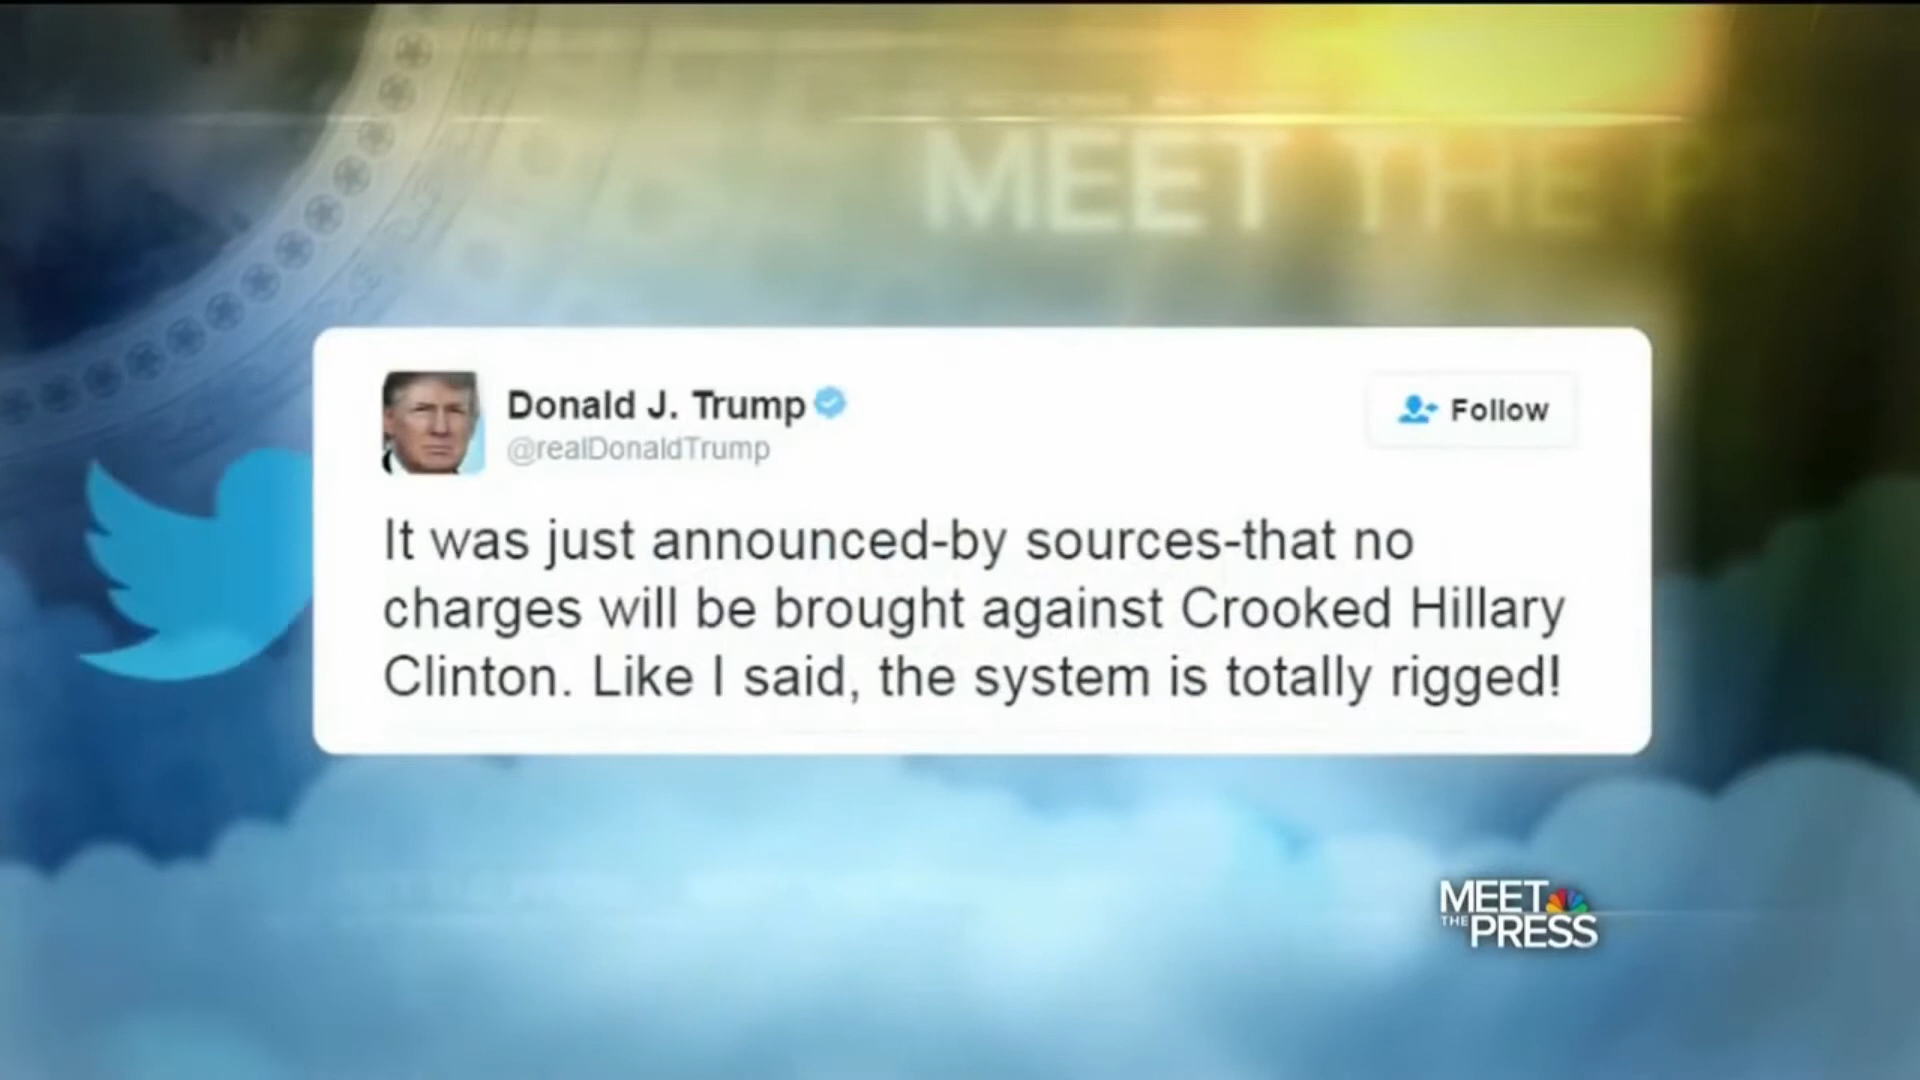 MEET THE P
Donald J. Trump
@realDonaldTrump
Follow
It was just announced-by sources-that no
charges will be brought against Crooked Hillary
Clinton. Like I said, the system is totally rigged!
MEET
THE PRESS